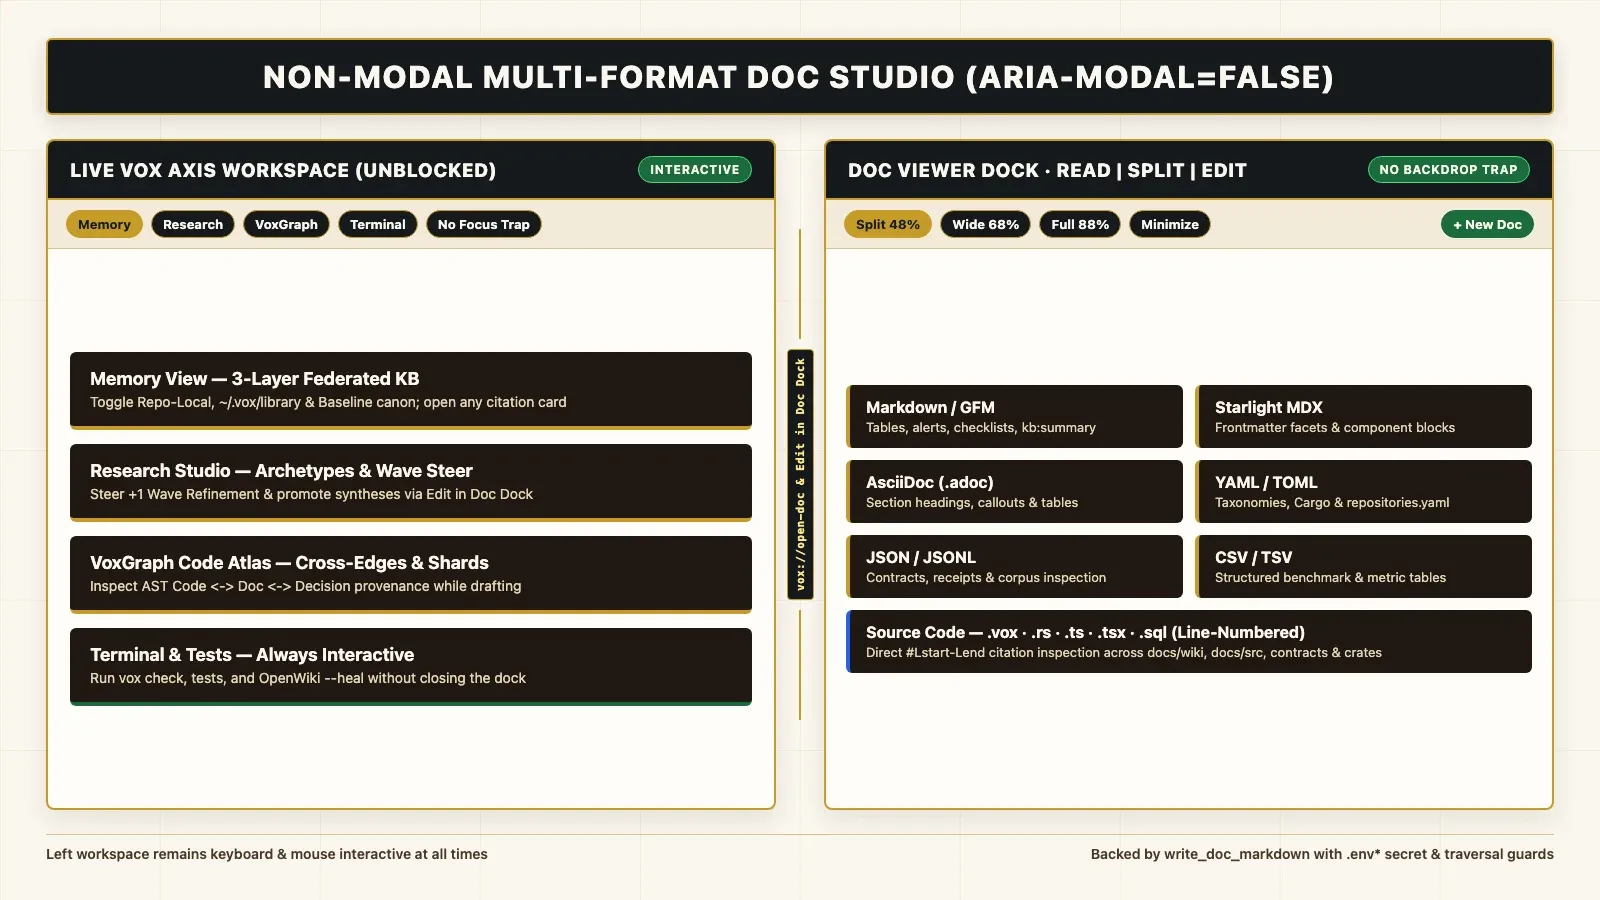 NON-MODAL MULTI-FORMAT DOC STUDIO (ARIA-MODAL=FALSE)
LIVE VOX AXIS WORKSPACE (UNBLOCKED)
INTERACTIVE
Memory
Research
VoxGraph
Terminal
No Focus Trap
Memory View — 3-Layer Federated KB
Toggle Repo-Local, ~/.vox/library & Baseline canon; open any citation card
Research Studio — Archetypes & Wave Steer
Steer +1 Wave Refinement & promote syntheses via Edit in Doc Dock
VoxGraph Code Atlas — Cross-Edges & Shards
Inspect AST Code <-> Doc <-> Decision provenance while drafting
Terminal & Tests — Always Interactive
Run vox check, tests, and OpenWiki --heal without closing the dock
vox://open-doc & Edit in Doc Dock
DOC VIEWER DOCK · READ | SPLIT | EDIT
NO BACKDROP TRAP
Split 48%
Wide 68%
Full 88%
Minimize
+ New Doc
Markdown / GFM
Tables, alerts, checklists, kb:summary
Starlight MDX
Frontmatter facets & component blocks
AsciiDoc (.adoc)
Section headings, callouts & tables
YAML / TOML
Taxonomies, Cargo & repositories.yaml
JSON / JSONL
Contracts, receipts & corpus inspection
CSV / TSV
Structured benchmark & metric tables
Source Code — .vox · .rs · .ts · .tsx · .sql (Line-Numbered)
Direct #Lstart-Lend citation inspection across docs/wiki, docs/src, contracts & crates
Left workspace remains keyboard & mouse interactive at all times
Backed by write_doc_markdown with .env* secret & traversal guards